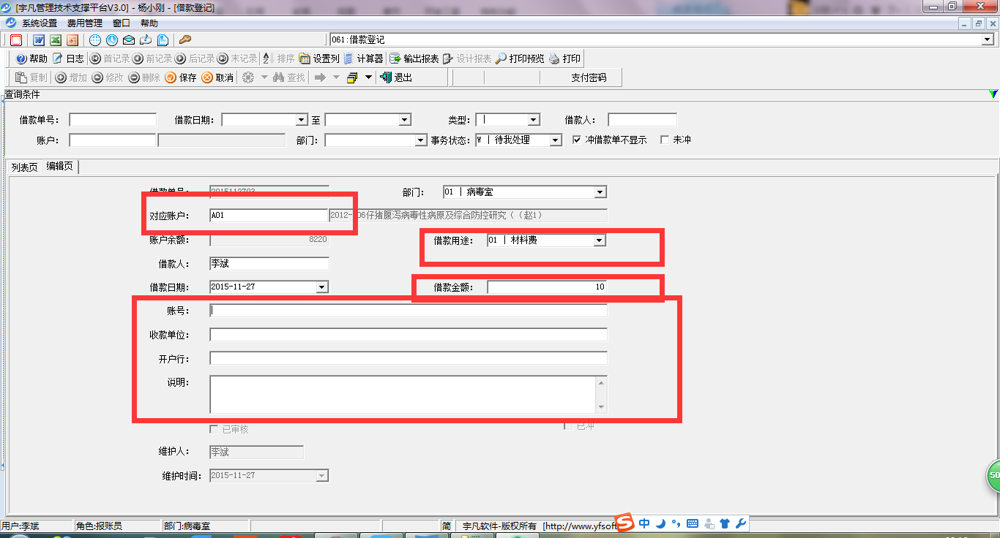 [宇凡管理技术支撑平台V3.0] - 杨小刚 - [借款登记]
系统设置 费用管理 窗口 帮助
061:借款登记
帮助 日志 首记录 前记录 后记录 末记录 排序 设置列 计算器 输出报表 设计报表 打印预览 打印
复制 增加 修改 删除 保存 取消 查找 退出 支付密码
查询条件
借款单号： 借款日期： 至 类型： | 借款人：
账户： 部门： 事务状态： W | 待我处理 冲借款单不显示 未冲
列表页 编辑页
借款单号： 2015112703 部门： 01 | 病毒室
对应账户： A01 2012- 06仔猪腹泻病毒性病原及综合防控研究（（赵1）
账户余额： 8220 借款用途： 01 | 材料费
借款人： 李斌
借款日期： 2015-11-27 借款金额： 10
账号：
收款单位：
开户行：
说明：
已审核 已冲
维护人： 李斌
维护时间： 2015-11-27
50
用户:李斌 角色:报账员 部门:病毒室 简 宇凡软件-版权所有 [http://www.yfsoft
中